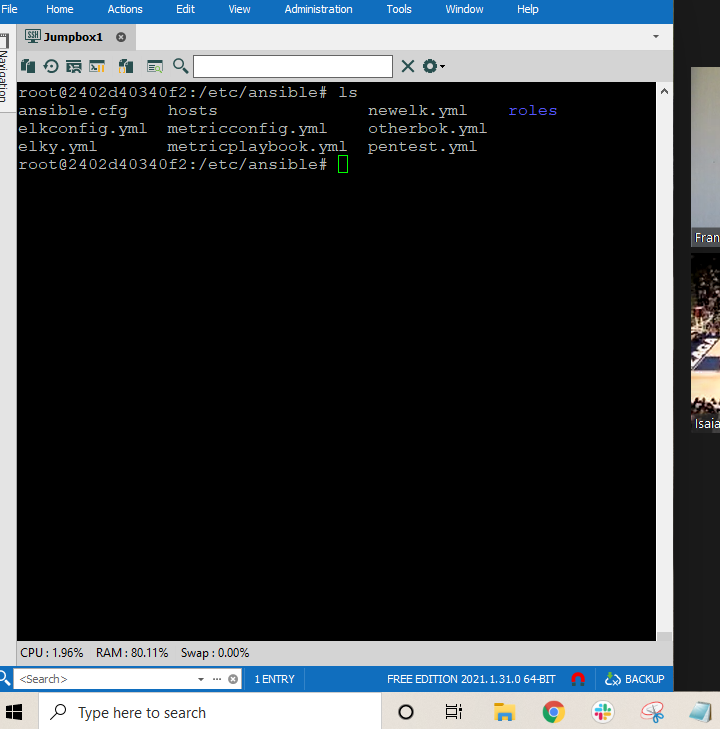 File Home Actions Edit View Administration Tools Window Help
Navigation
SSH Jumpbox1
root@2402d40340f2:/etc/ansible# ls
ansible.cfg hosts newelk.yml roles
elkconfig.yml metricconfig.yml otherbok.yml
elky.yml metricplaybook.yml pentest.yml
root@2402d40340f2:/etc/ansible#
Fran
Isaia
CPU : 1.96% RAM : 80.11% Swap : 0.00%
<Search> 1 ENTRY FREE EDITION 2021.1.31.0 64-BIT BACKUP
Type here to search